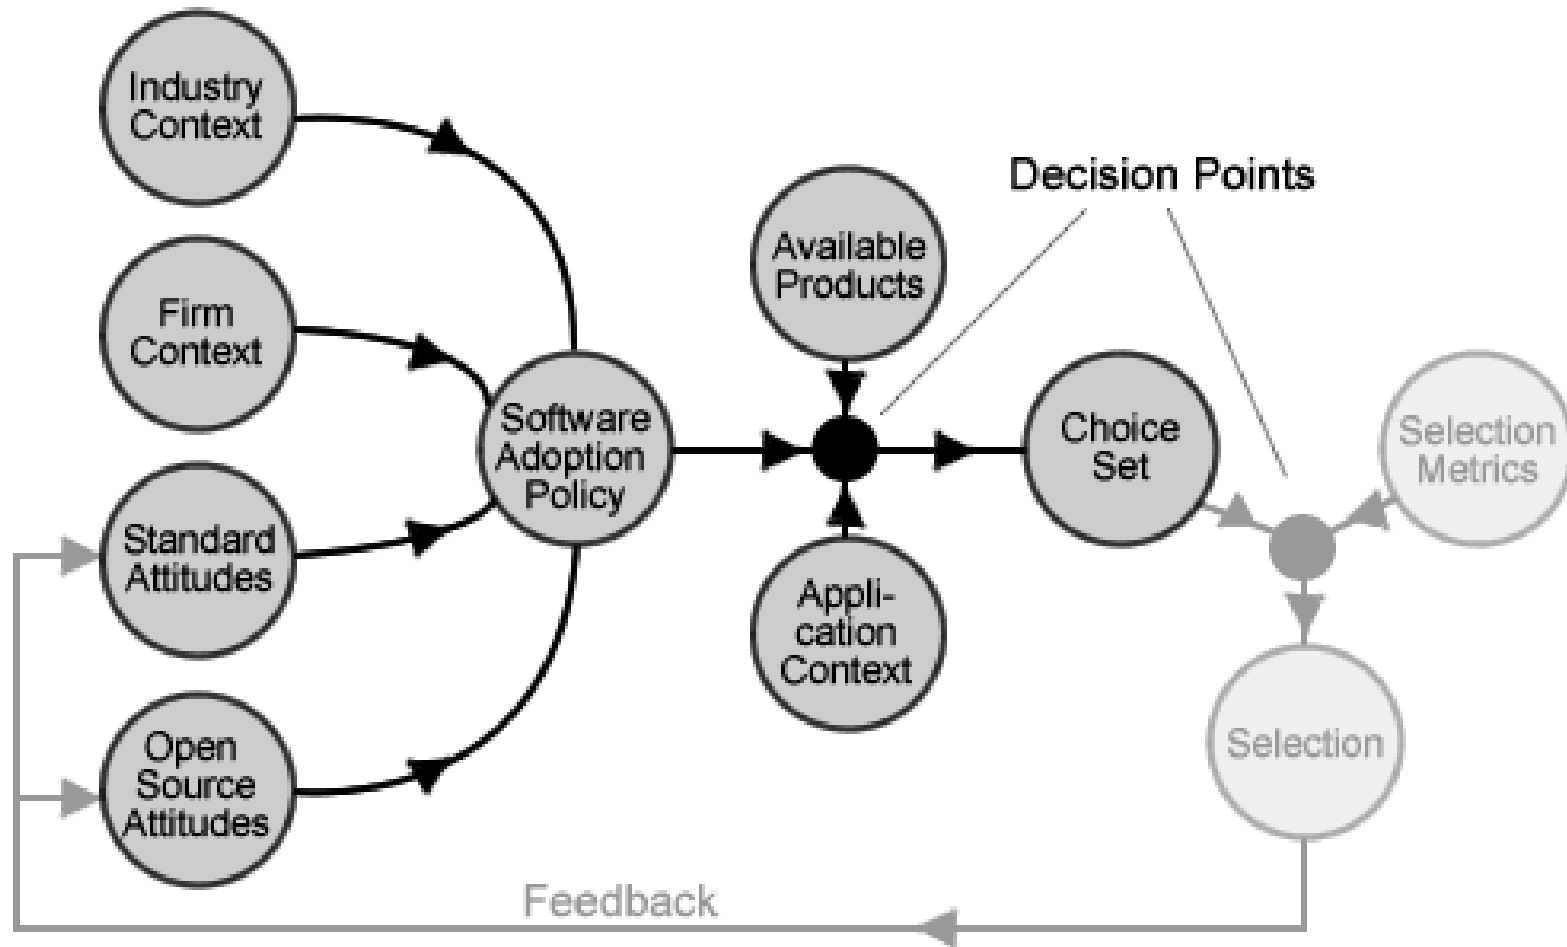 Industry
Context
Decision Points
Available
Products
Firm
Context
Software
Adoption
Policy
Choice
Set
Selection
Metrics
Standard
Attitudes
Appli-
cation
Context
Open
Source
Attitudes
Selection
Feedback